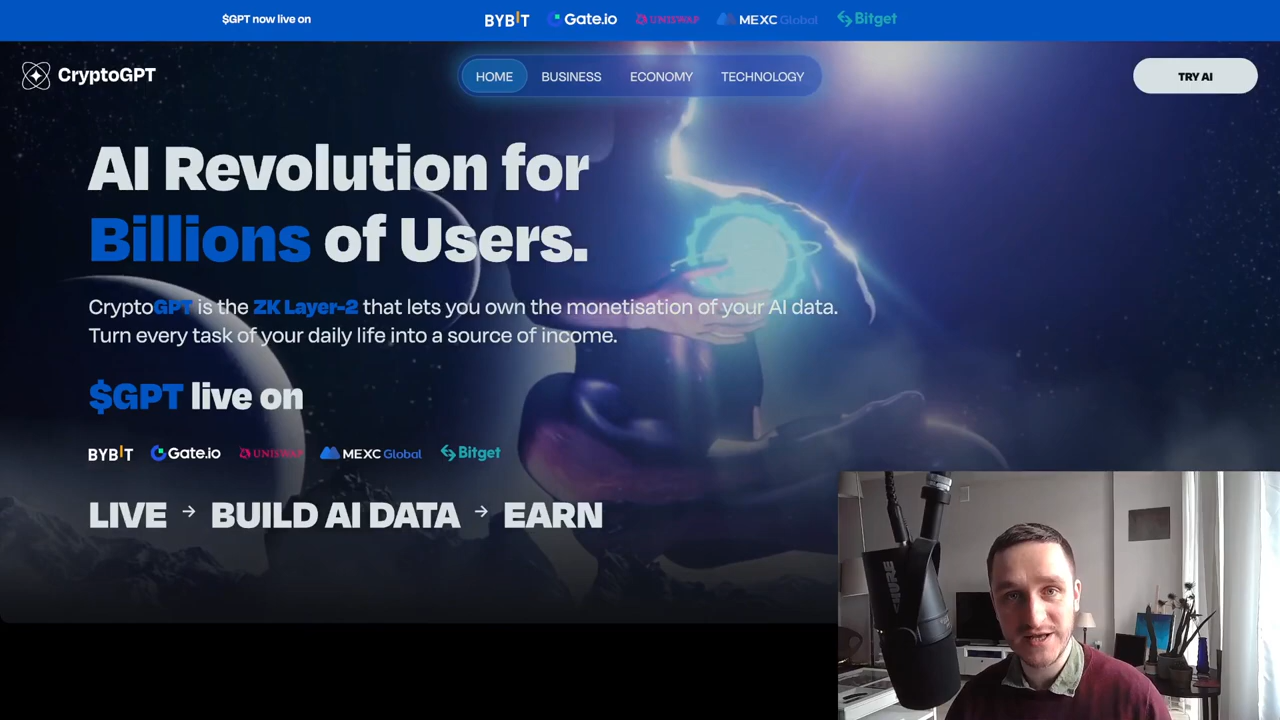 $GPT now live on
BYBIT Gate.io UNISWAP MEXC Global Bitget
CryptoGPT
HOME BUSINESS ECONOMY TECHNOLOGY
TRY AI
AI Revolution for
Billions of Users.
CryptoGPT is the ZK Layer-2 that lets you own the monetisation of your AI data.
Turn every task of your daily life into a source of income.
$GPT live on
BYBIT Gate.io UNISWAP MEXC Global Bitget
LIVE → BUILD AI DATA → EARN
SHURE